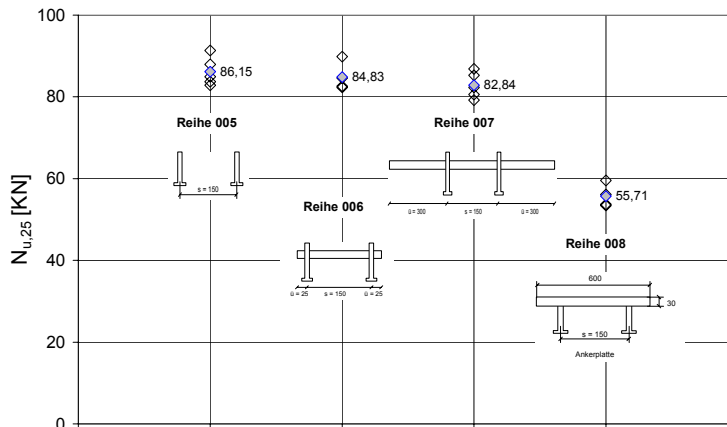 100
80
60
40
20
0
N u,25 [KN]
86,15
84,83
82,84
55,71
Reihe 005
s = 150
Reihe 006
ü = 25 s = 150 ü = 25
Reihe 007
ü = 300 s = 150 ü = 300
Reihe 008
600
30
s = 150
Ankerplatte